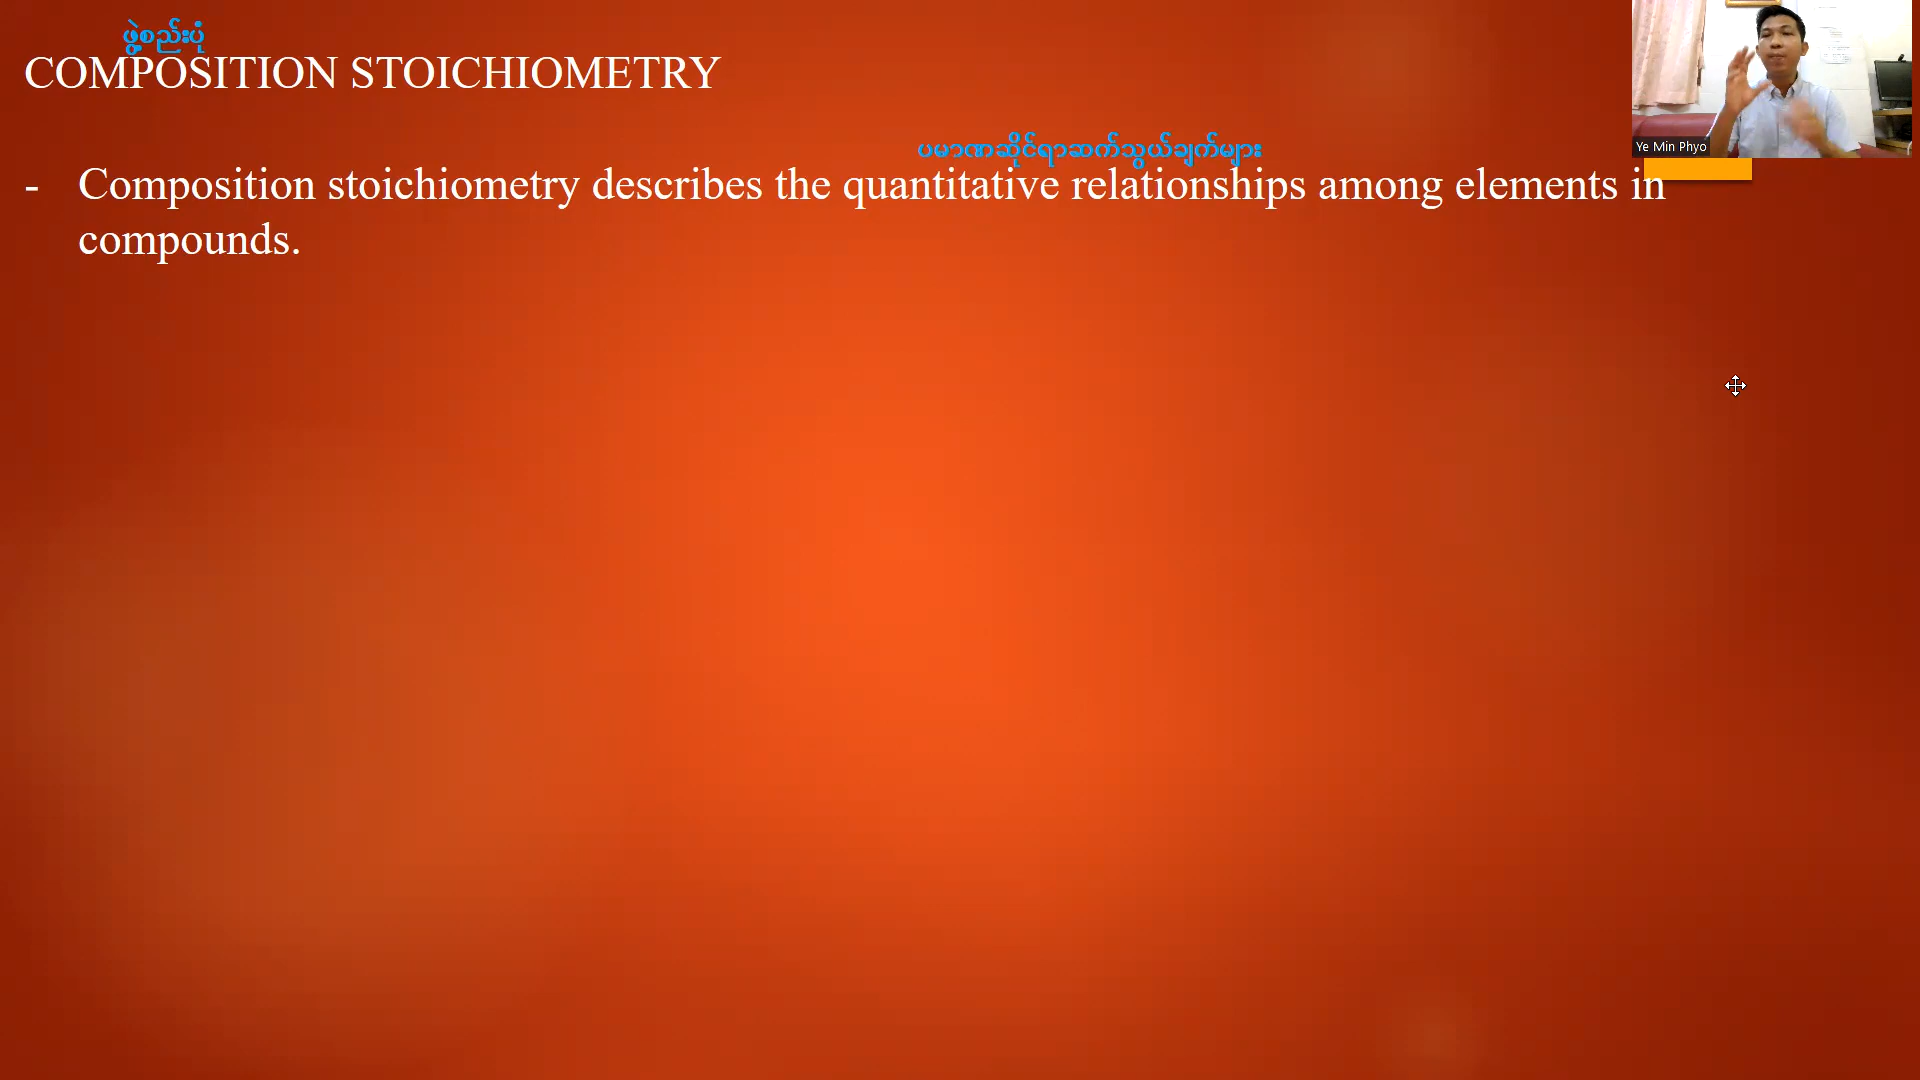 ဖွဲ့စည်းပုံ
COMPOSITION STOICHIOMETRY
ပမာဏဆိုင်ရာဆက်သွယ်ချက်များ
- Composition stoichiometry describes the quantitative relationships among elements in
compounds.
Ye Min Phyo